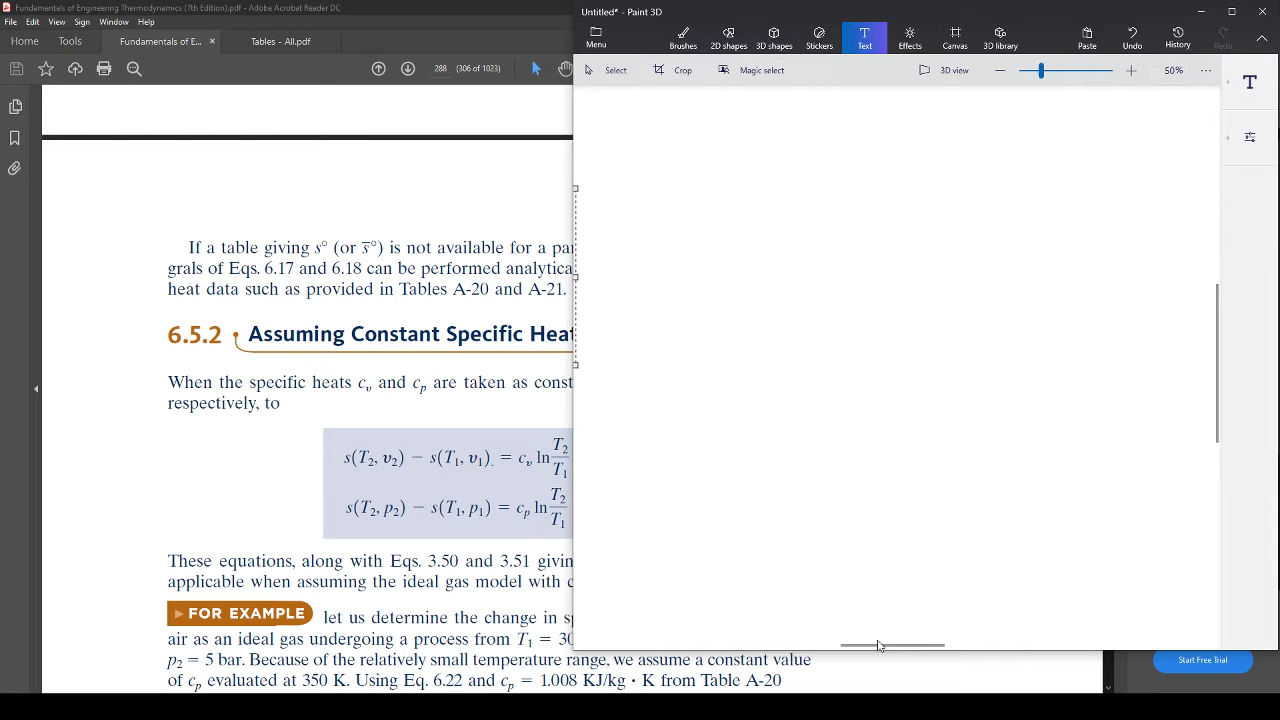 Fundamentals of Engineering Thermodynamics (7th Edition).pdf - Adobe Acrobat Reader DC
File Edit View Sign Window Help
Home Tools Fundamentals of E... × Tables - All.pdf
288 (306 of 1023)
If a table giving s° (or s̅°) is not available for a pa
grals of Eqs. 6.17 and 6.18 can be performed analytica
heat data such as provided in Tables A-20 and A-21.
6.5.2 Assuming Constant Specific Heat
When the specific heats cᵥ and cₚ are taken as const
respectively, to
s(T₂, v₂) − s(T₁, v₁). = cᵥ ln T₂/T₁
s(T₂, p₂) − s(T₁, p₁) = cₚ ln T₂/T₁
These equations, along with Eqs. 3.50 and 3.51 givin
applicable when assuming the ideal gas model with c
FOR EXAMPLE let us determine the change in sp
air as an ideal gas undergoing a process from T₁ = 30
p₂ = 5 bar. Because of the relatively small temperature range, we assume a constant value
of cₚ evaluated at 350 K. Using Eq. 6.22 and cₚ = 1.008 KJ/kg · K from Table A-20
Untitled* - Paint 3D
Menu Brushes 2D shapes 3D shapes Stickers Text Effects Canvas 3D library Paste Undo History Redo
Select Crop Magic select 3D view 50%
T
Start Free Trial